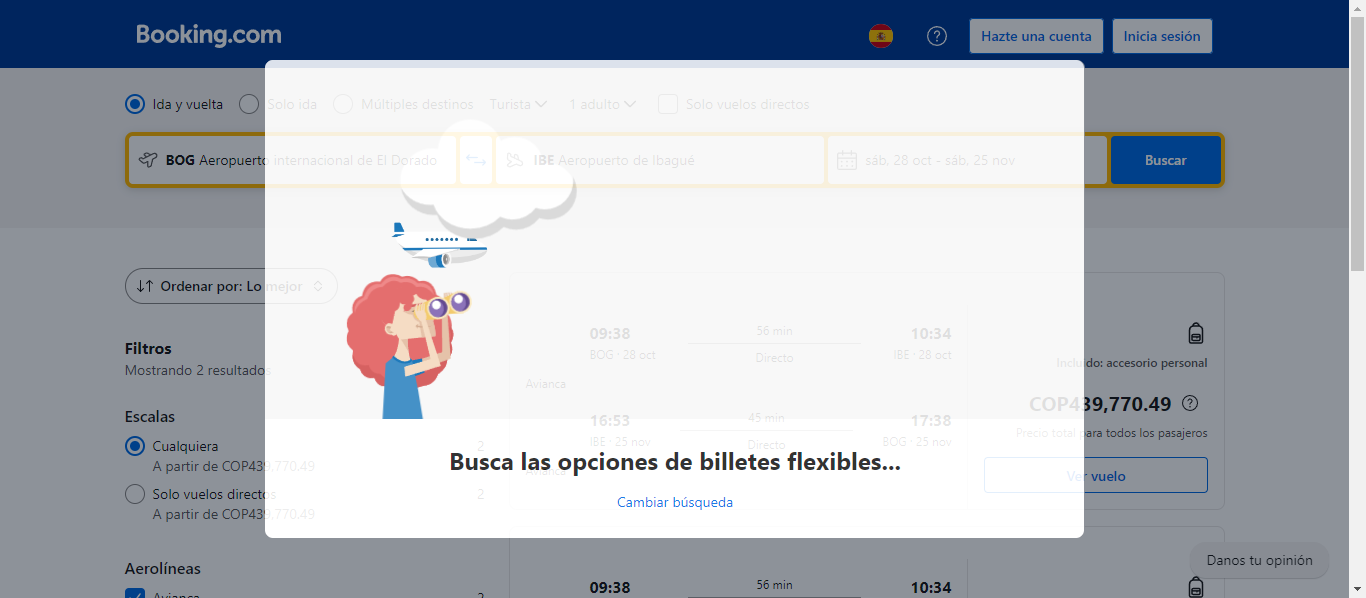 Booking.com
Hazte una cuenta
Inicia sesión
Ida y vuelta
Solo ida
Múltiples destinos
Turista
1 adulto
Solo vuelos directos
BOG Aeropuerto internacional de El Dorado
IBE Aeropuerto de Ibagué
sáb. 28 oct - sáb. 25 nov
Buscar
Ordenar por: Lo mejor
Filtros
Mostrando 2 resultados
Escalas
Cualquiera 2
A partir de COP439,770.49
Solo vuelos directos 2
A partir de COP439,770.49
Aerolíneas
Avianca 2
09:38 56 min 10:34
BOG · 28 oct Directo IBE · 28 oct
Avianca
16:53 45 min 17:38
IBE · 25 nov Directo BOG · 25 nov
Incluido: accesorio personal
COP439,770.49
Precio total para todos los pasajeros
Ver vuelo
Busca las opciones de billetes flexibles...
Cambiar búsqueda
Danos tu opinión
09:38 56 min 10:34